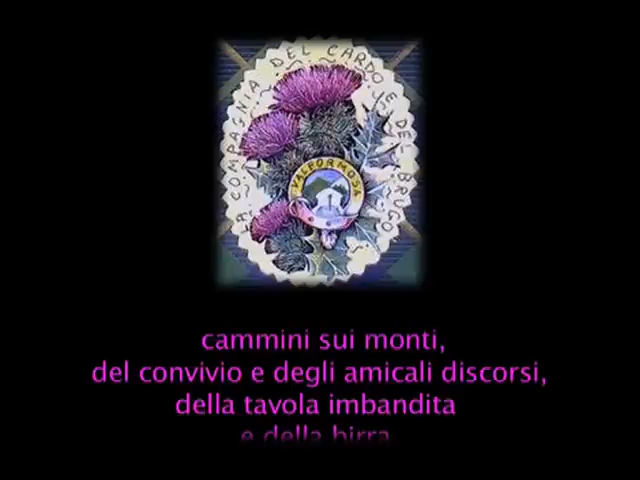 LA COMPAGNIA DEL CARDO E DEL BRUGO
VALFORMOSA
cammini sui monti,
del convivio e degli amicali discorsi,
della tavola imbandita
e della birra